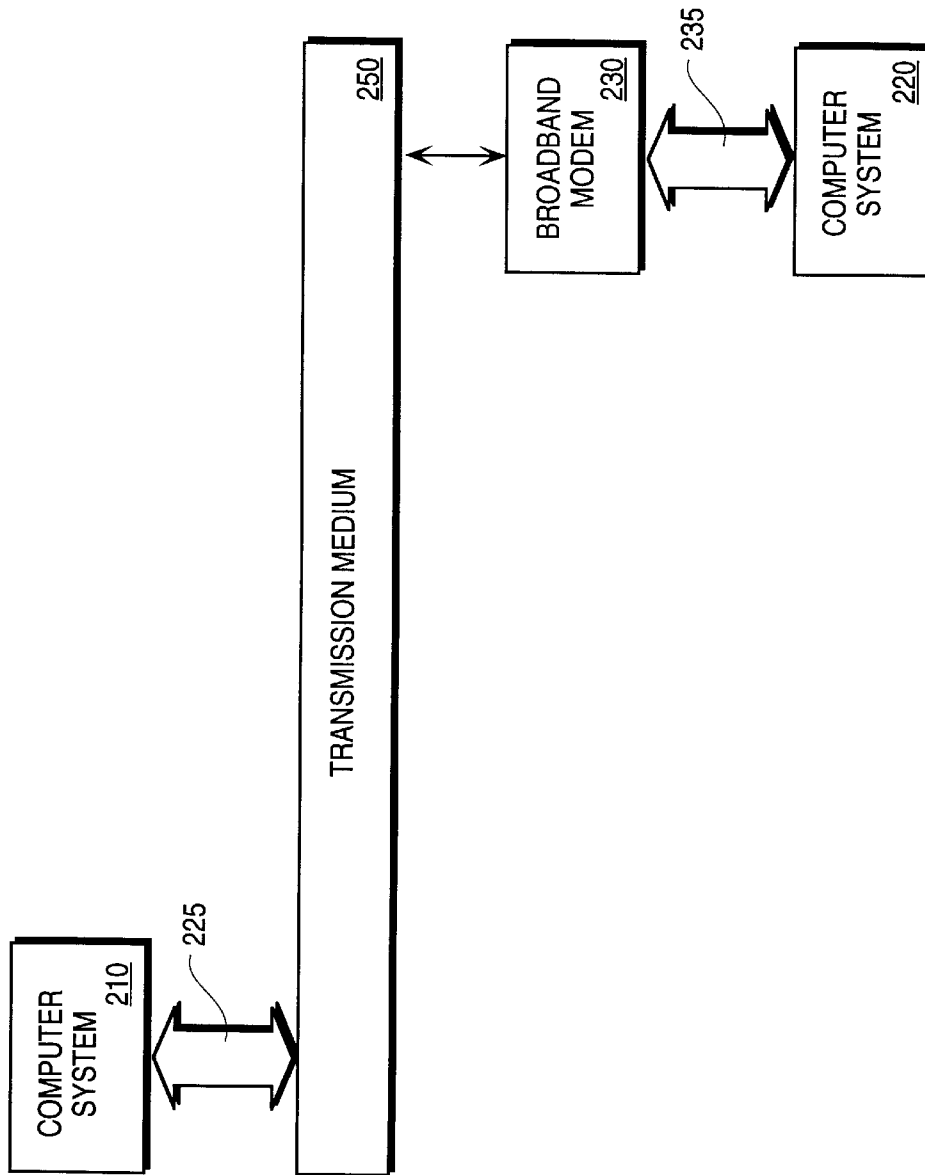 COMPUTER
SYSTEM
210
225
TRANSMISSION MEDIUM
250
BROADBAND
MODEM
230
235
COMPUTER
SYSTEM
220